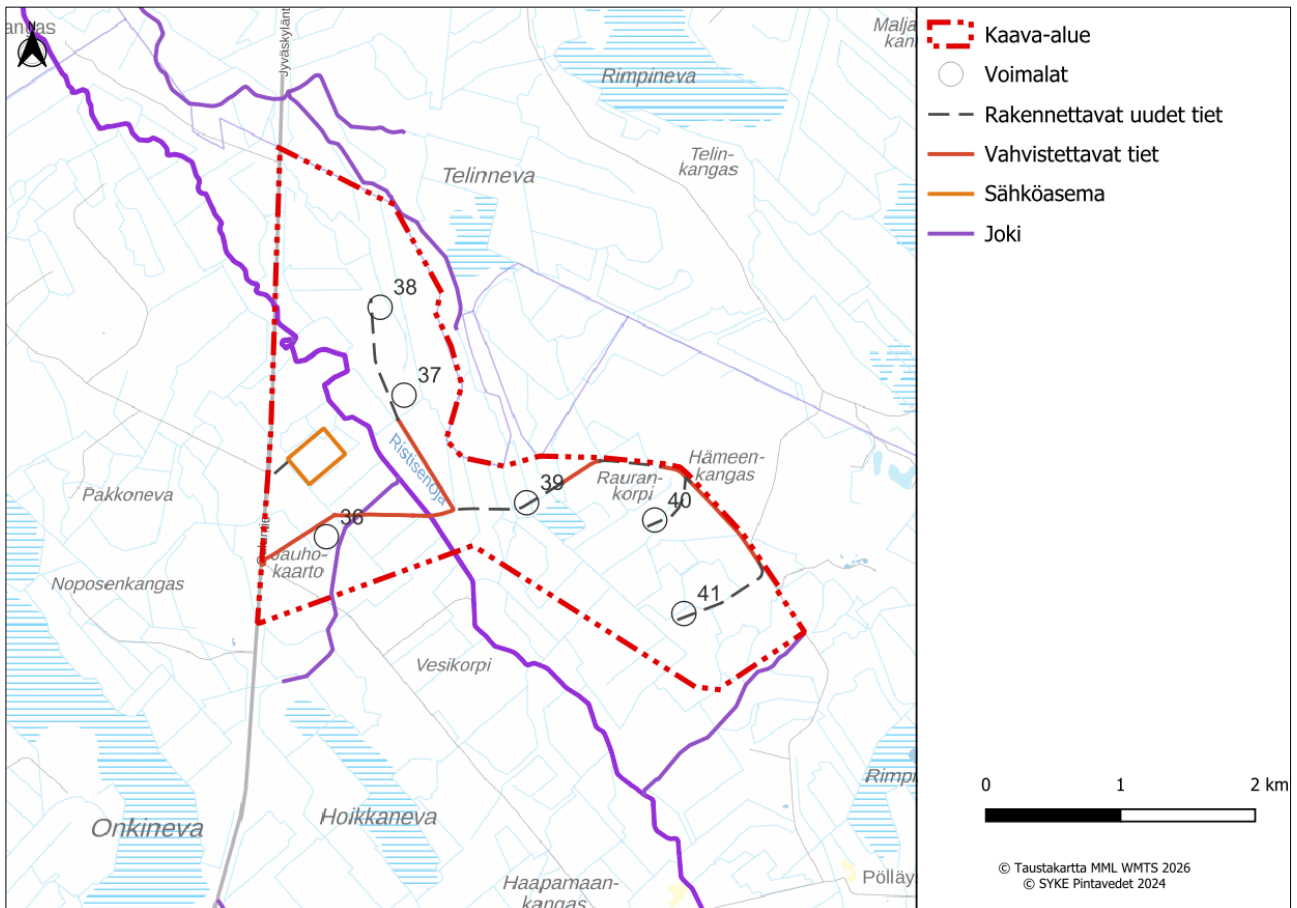 angas
N
Jyväskylänt
Rimpineva
Telin-
kangas
Telinneva
38
37
Ristisenoja
Hämeen-
kangas
Rauran-
korpi
39
40
Pakkoneva
36
Jauho-
kaarto
Noposenkangas
41
Vesikorpi
Hoikkaneva
Onkineva
Haapamaan-
kangas
Kaava-alue
Voimalat
Rakennettavat uudet tiet
Vahvistettavat tiet
Sähköasema
Joki
0 1 2 km
© Taustakartta MML WMTS 2026
© SYKE Pintavedet 2024